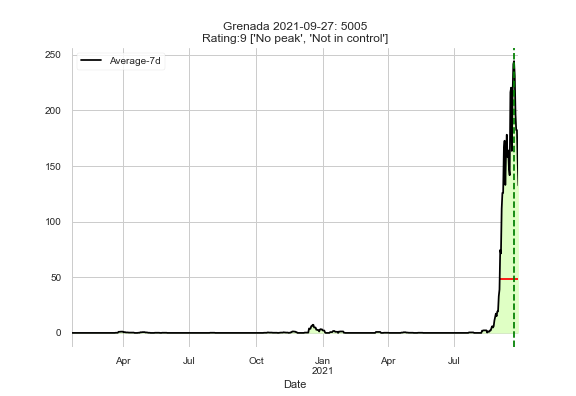 Grenada 2021-09-27: 5005
Rating:9 ['No peak', 'Not in control']
Average-7d
250
200
150
100
50
0
Apr Jul Oct Jan Apr Jul
2021
Date